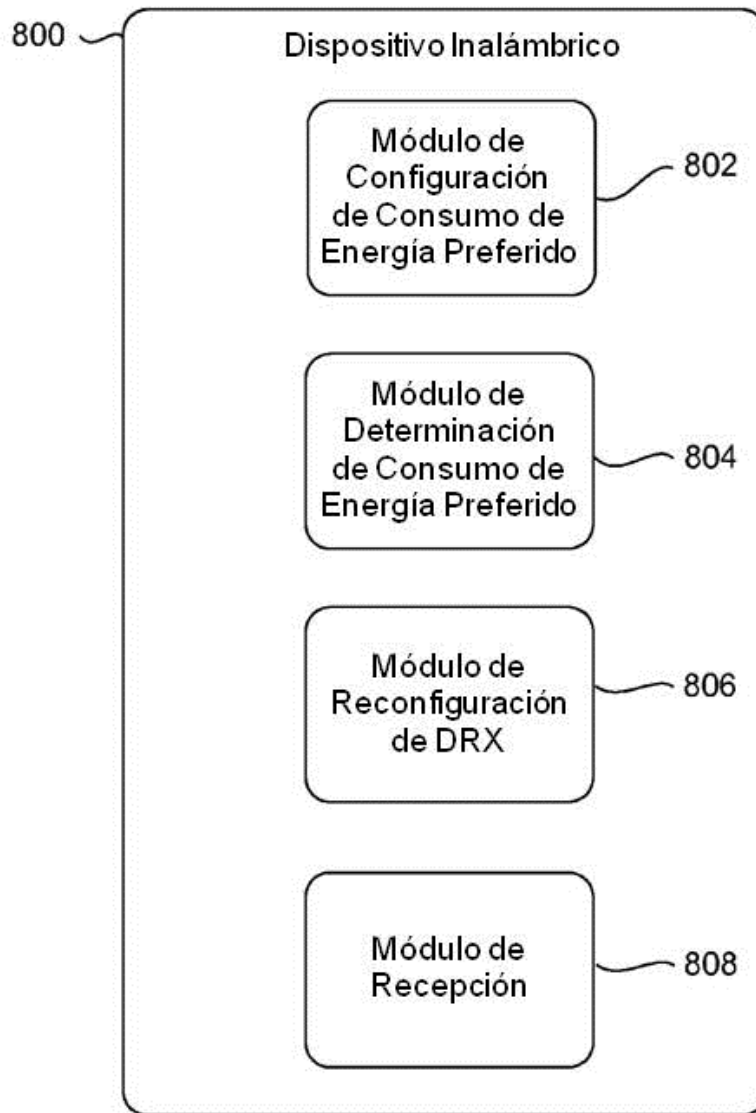 800
Dispositivo Inalámbrico
Módulo de
Configuración
de Consumo de
Energía Preferido
802
Módulo de
Determinación
de Consumo de
Energía Preferido
804
Módulo de
Reconfiguración
de DRX
806
Módulo de
Recepción
808